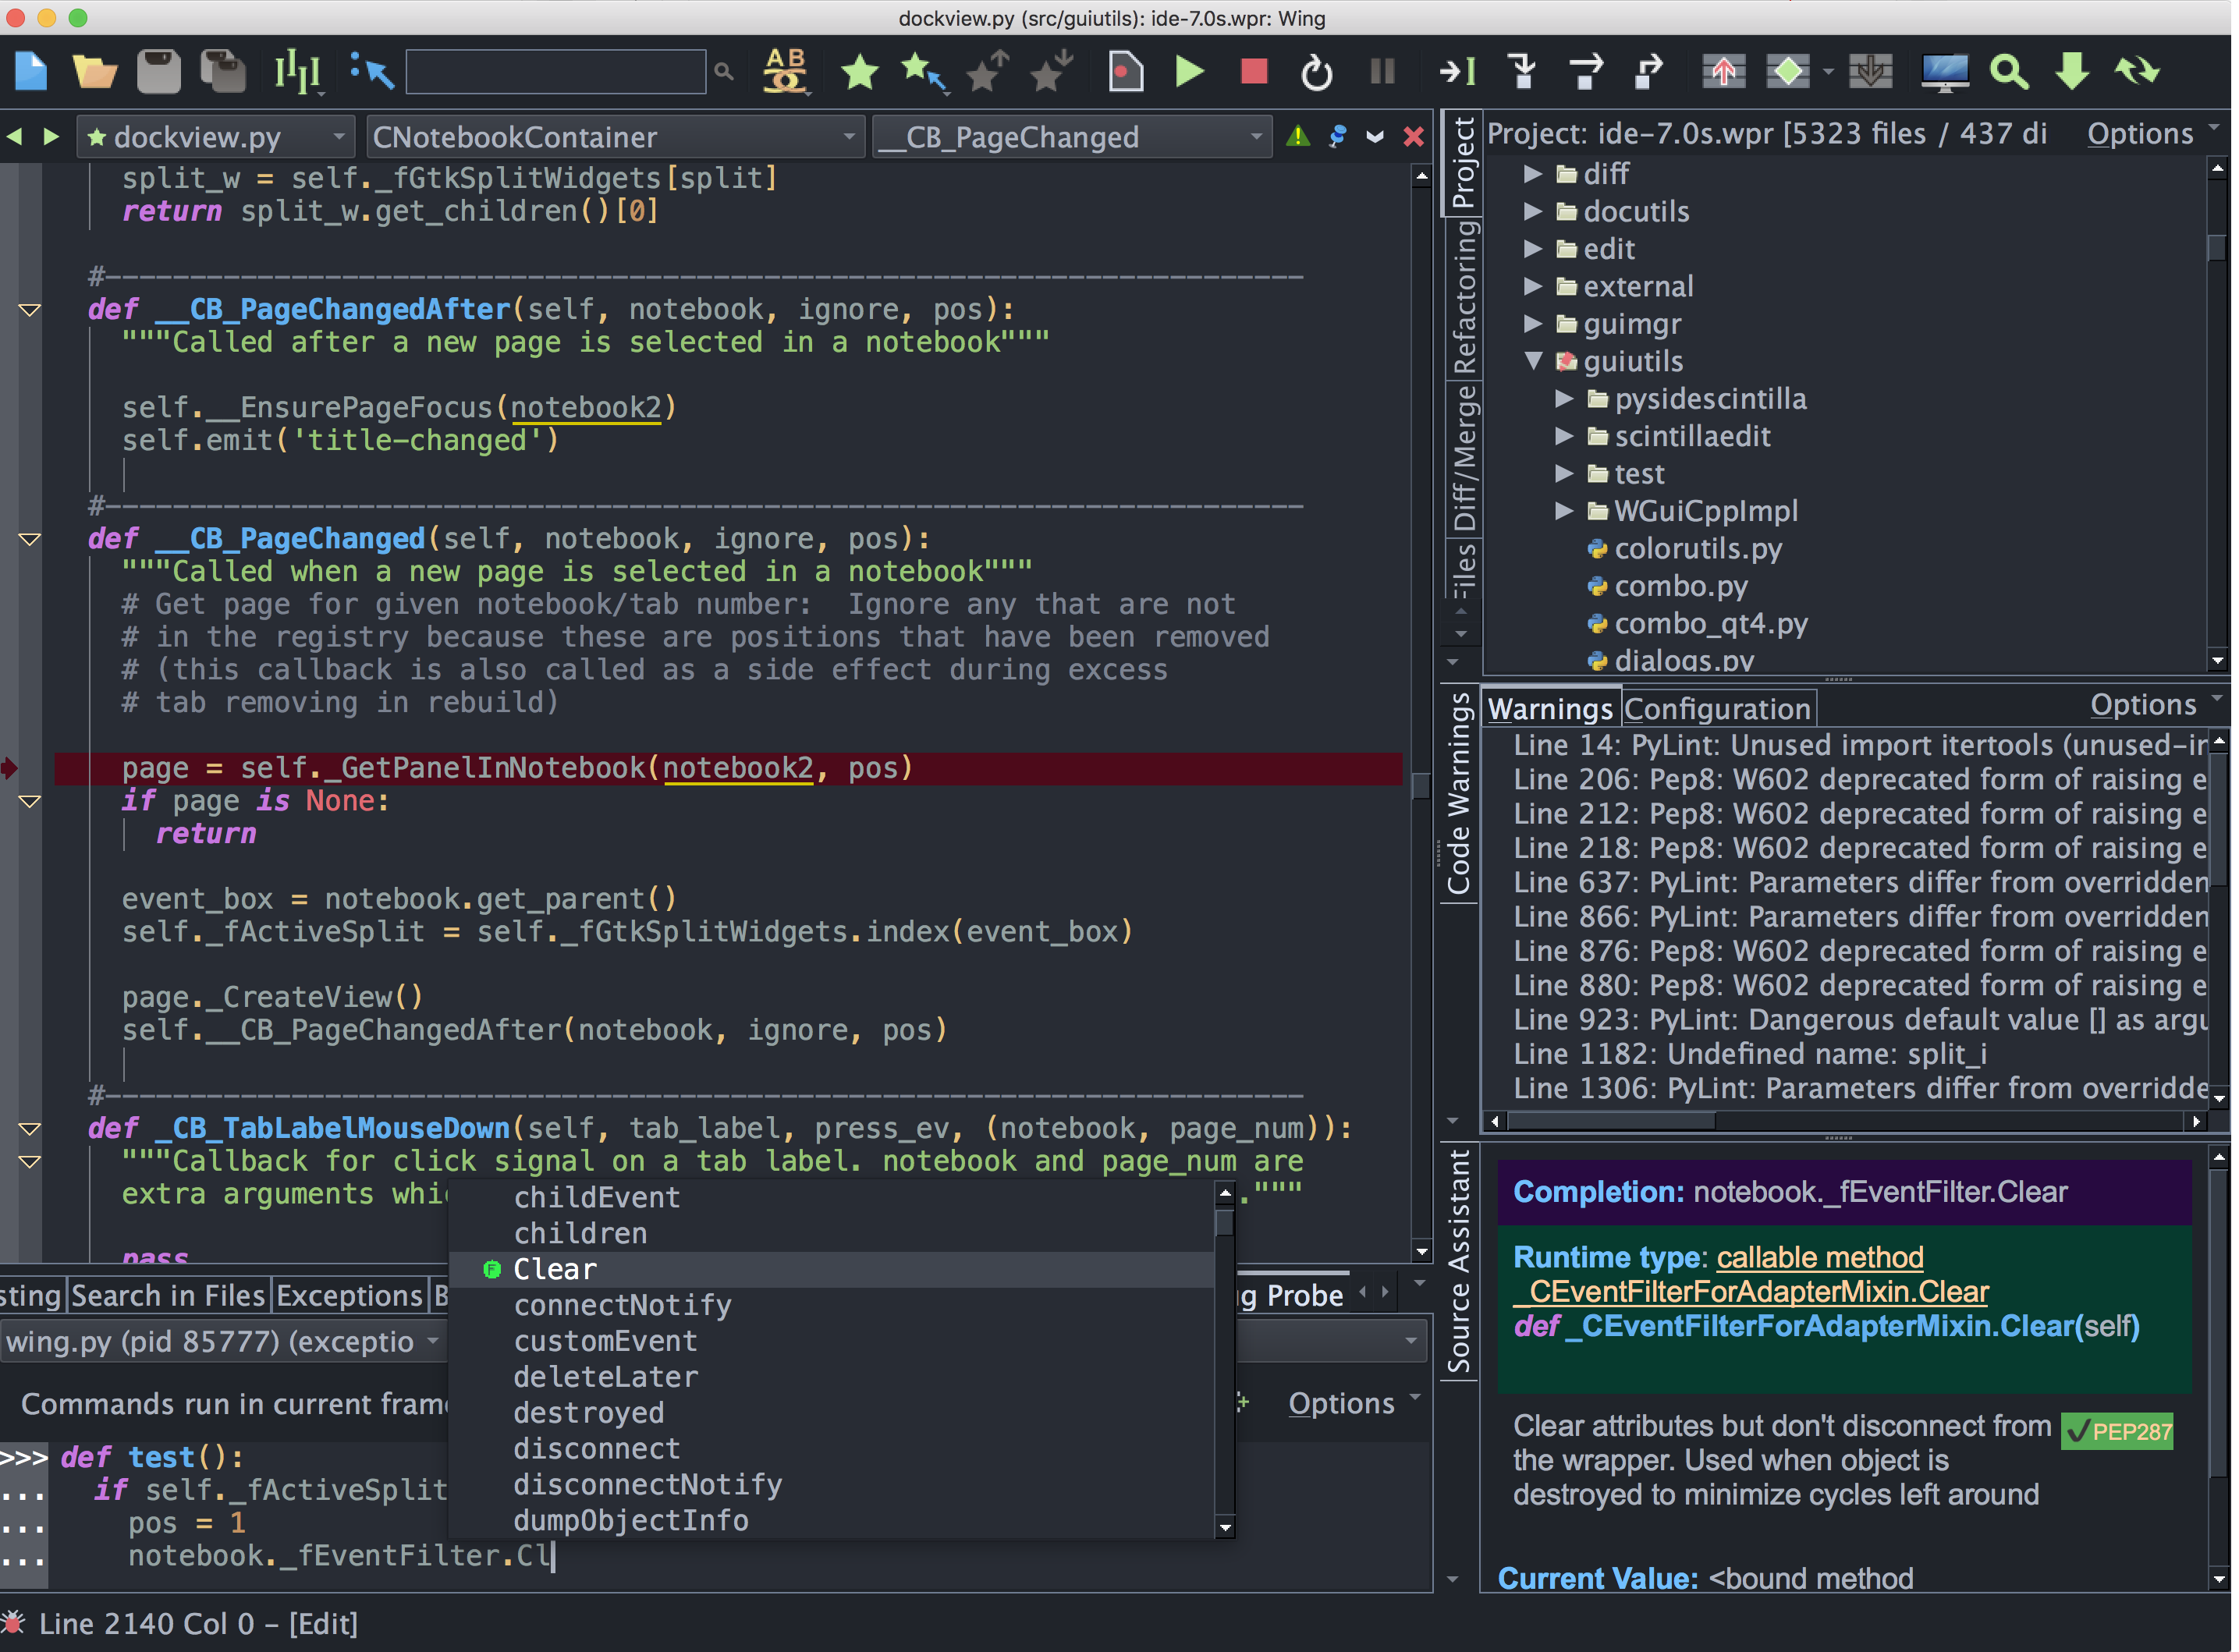 dockview.py (src/guiutils): ide-7.0s.wpr: Wing
AB
dockview.py
CNotebookContainer
__CB_PageChanged
split_w = self._fGtkSplitWidgets[split]
return split_w.get_children()[0]
#-----------------------------------------------------------------------
def __CB_PageChangedAfter(self, notebook, ignore, pos):
"""Called after a new page is selected in a notebook"""
self.__EnsurePageFocus(notebook2)
self.emit('title-changed')
#-----------------------------------------------------------------------
def __CB_PageChanged(self, notebook, ignore, pos):
"""Called when a new page is selected in a notebook"""
# Get page for given notebook/tab number:  Ignore any that are not
# in the registry because these are positions that have been removed
# (this callback is also called as a side effect during excess
# tab removing in rebuild)
page = self._GetPanelInNotebook(notebook2, pos)
if page is None:
return
event_box = notebook.get_parent()
self._fActiveSplit = self._fGtkSplitWidgets.index(event_box)
page._CreateView()
self.__CB_PageChangedAfter(notebook, ignore, pos)
#-----------------------------------------------------------------------
def _CB_TabLabelMouseDown(self, tab_label, press_ev, (notebook, page_num)):
"""Callback for click signal on a tab label. notebook and page_num are
extra arguments whi
."""
pass
childEvent
children
Clear
connectNotify
customEvent
deleteLater
destroyed
disconnect
disconnectNotify
dumpObjectInfo
sting
Search in Files
Exceptions
B
g Probe
wing.py (pid 85777) (exceptio
Commands run in current frame
Options
>>> def test():
... if self._fActiveSplit
... pos = 1
... notebook._fEventFilter.Cl
Line 2140 Col 0 – [Edit]
Project
Refactoring
Diff/Merge
Files
Project: ide-7.0s.wpr [5323 files / 437 di
Options
diff
docutils
edit
external
guimgr
guiutils
pysidescintilla
scintillaedit
test
WGuiCppImpl
colorutils.py
combo.py
combo_qt4.py
dialogs.py
Code Warnings
Warnings
Configuration
Options
Line 14: PyLint: Unused import itertools (unused-ir
Line 206: Pep8: W602 deprecated form of raising e
Line 212: Pep8: W602 deprecated form of raising e
Line 218: Pep8: W602 deprecated form of raising e
Line 637: PyLint: Parameters differ from overridden
Line 866: PyLint: Parameters differ from overridden
Line 876: Pep8: W602 deprecated form of raising e
Line 880: Pep8: W602 deprecated form of raising e
Line 923: PyLint: Dangerous default value [] as argu
Line 1182: Undefined name: split_i
Line 1306: PyLint: Parameters differ from overridde
Source Assistant
Completion: notebook._fEventFilter.Clear
Runtime type: callable method
_CEventFilterForAdapterMixin.Clear
def _CEventFilterForAdapterMixin.Clear(self)
Clear attributes but don't disconnect from
✓PEP287
the wrapper. Used when object is
destroyed to minimize cycles left around
Current Value: <bound method